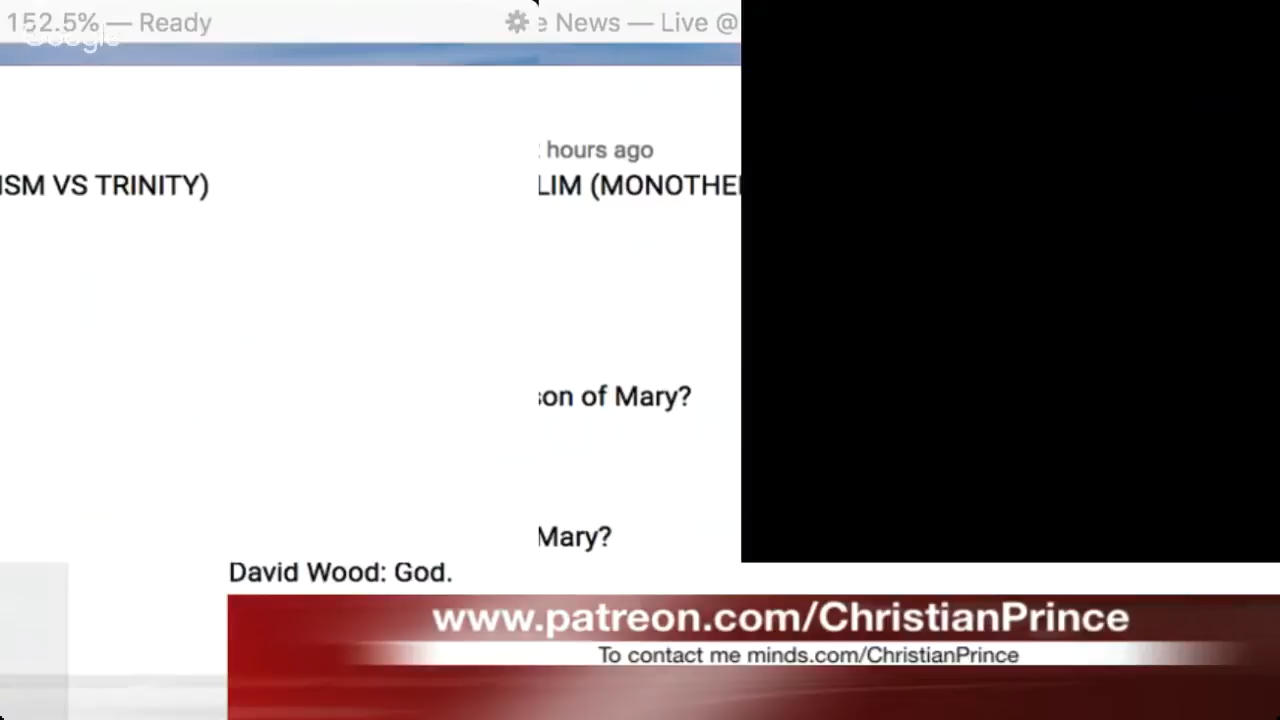 152.5% — Ready
Google
e News — Live @
hours ago
ISM VS TRINITY)
LIM (MONOTHE
son of Mary?
Mary?
David Wood: God.
www.patreon.com/ChristianPrince
To contact me minds.com/ChristianPrince